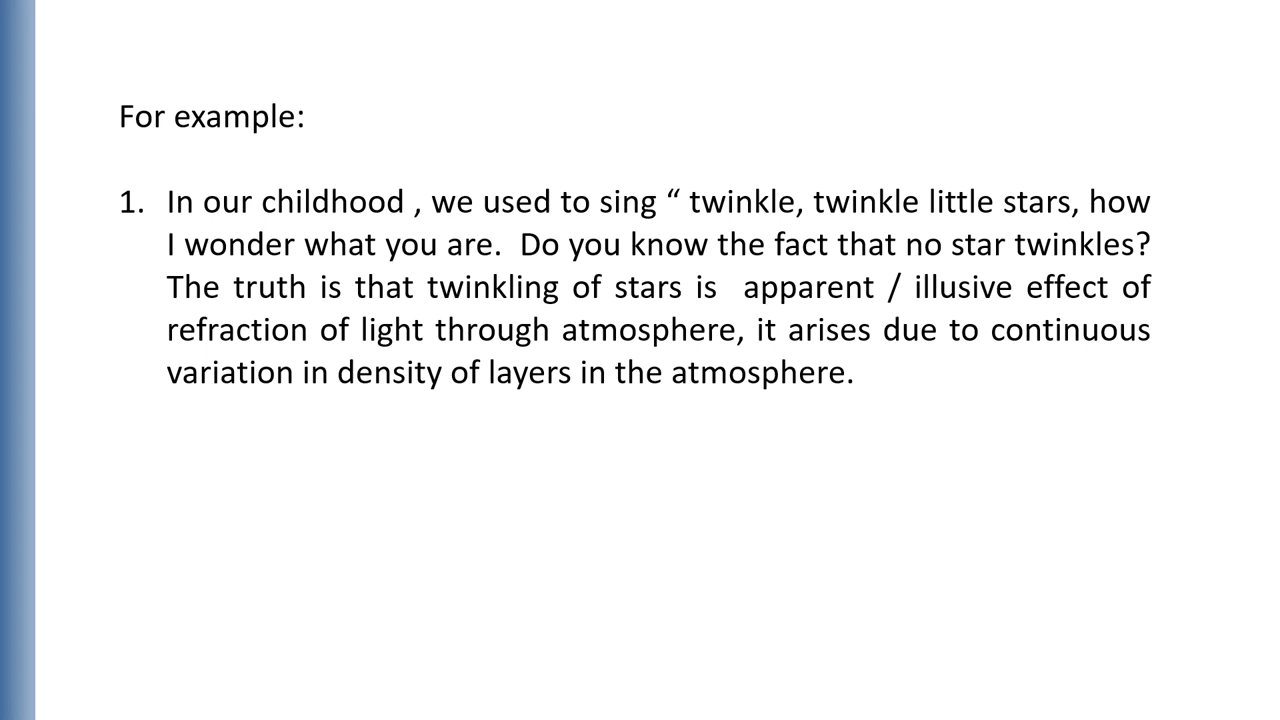 For example:
1. In our childhood , we used to sing “ twinkle, twinkle little stars, how
I wonder what you are.  Do you know the fact that no star twinkles?
The truth is that twinkling of stars is  apparent / illusive effect of
refraction of light through atmosphere, it arises due to continuous
variation in density of layers in the atmosphere.